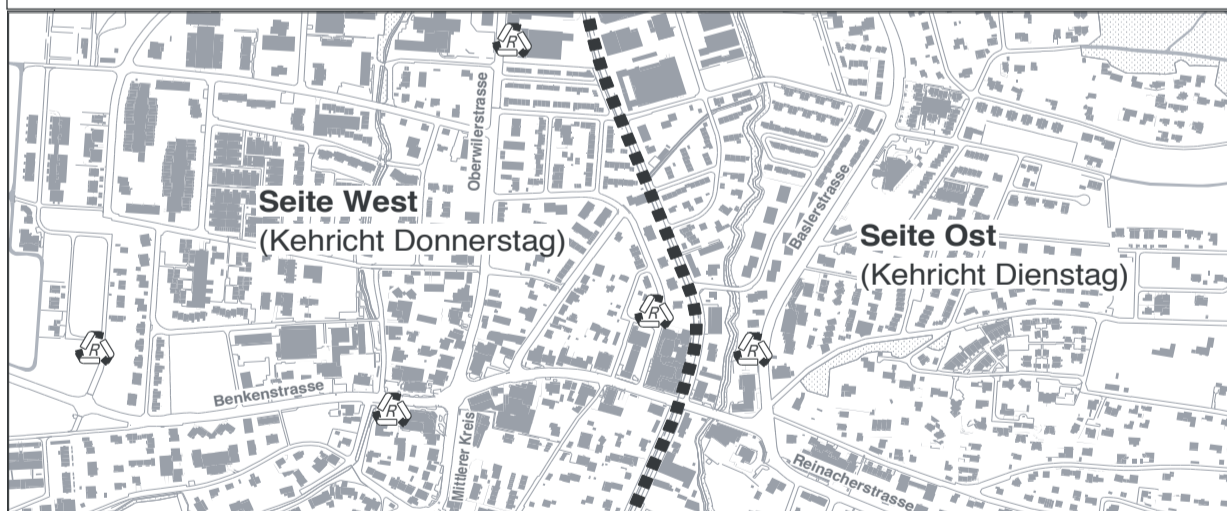 R
Oberwilerstrasse
Seite West
(Kehricht Donnerstag)
Baslerstrasse
Seite Ost
(Kehricht Dienstag)
R
R
R
Benkenstrasse
R
Mittlerer Kreis
Reinacherstrasse